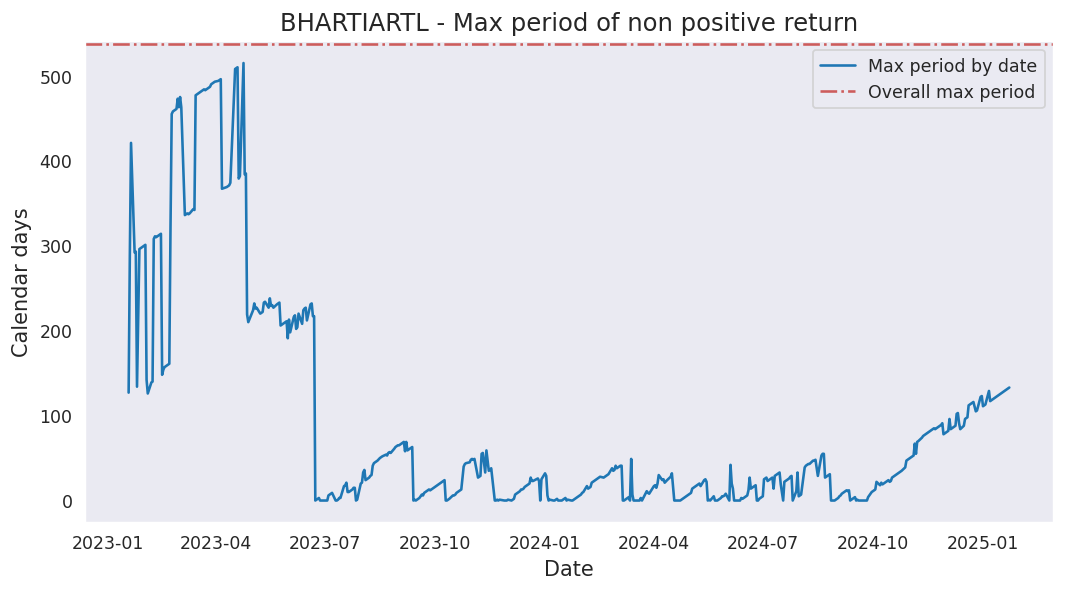 BHARTIARTL - Max period of non positive return
Max period by date
Overall max period
Calendar days
500
400
300
200
100
0
2023-01 2023-04 2023-07 2023-10 2024-01 2024-04 2024-07 2024-10 2025-01
Date